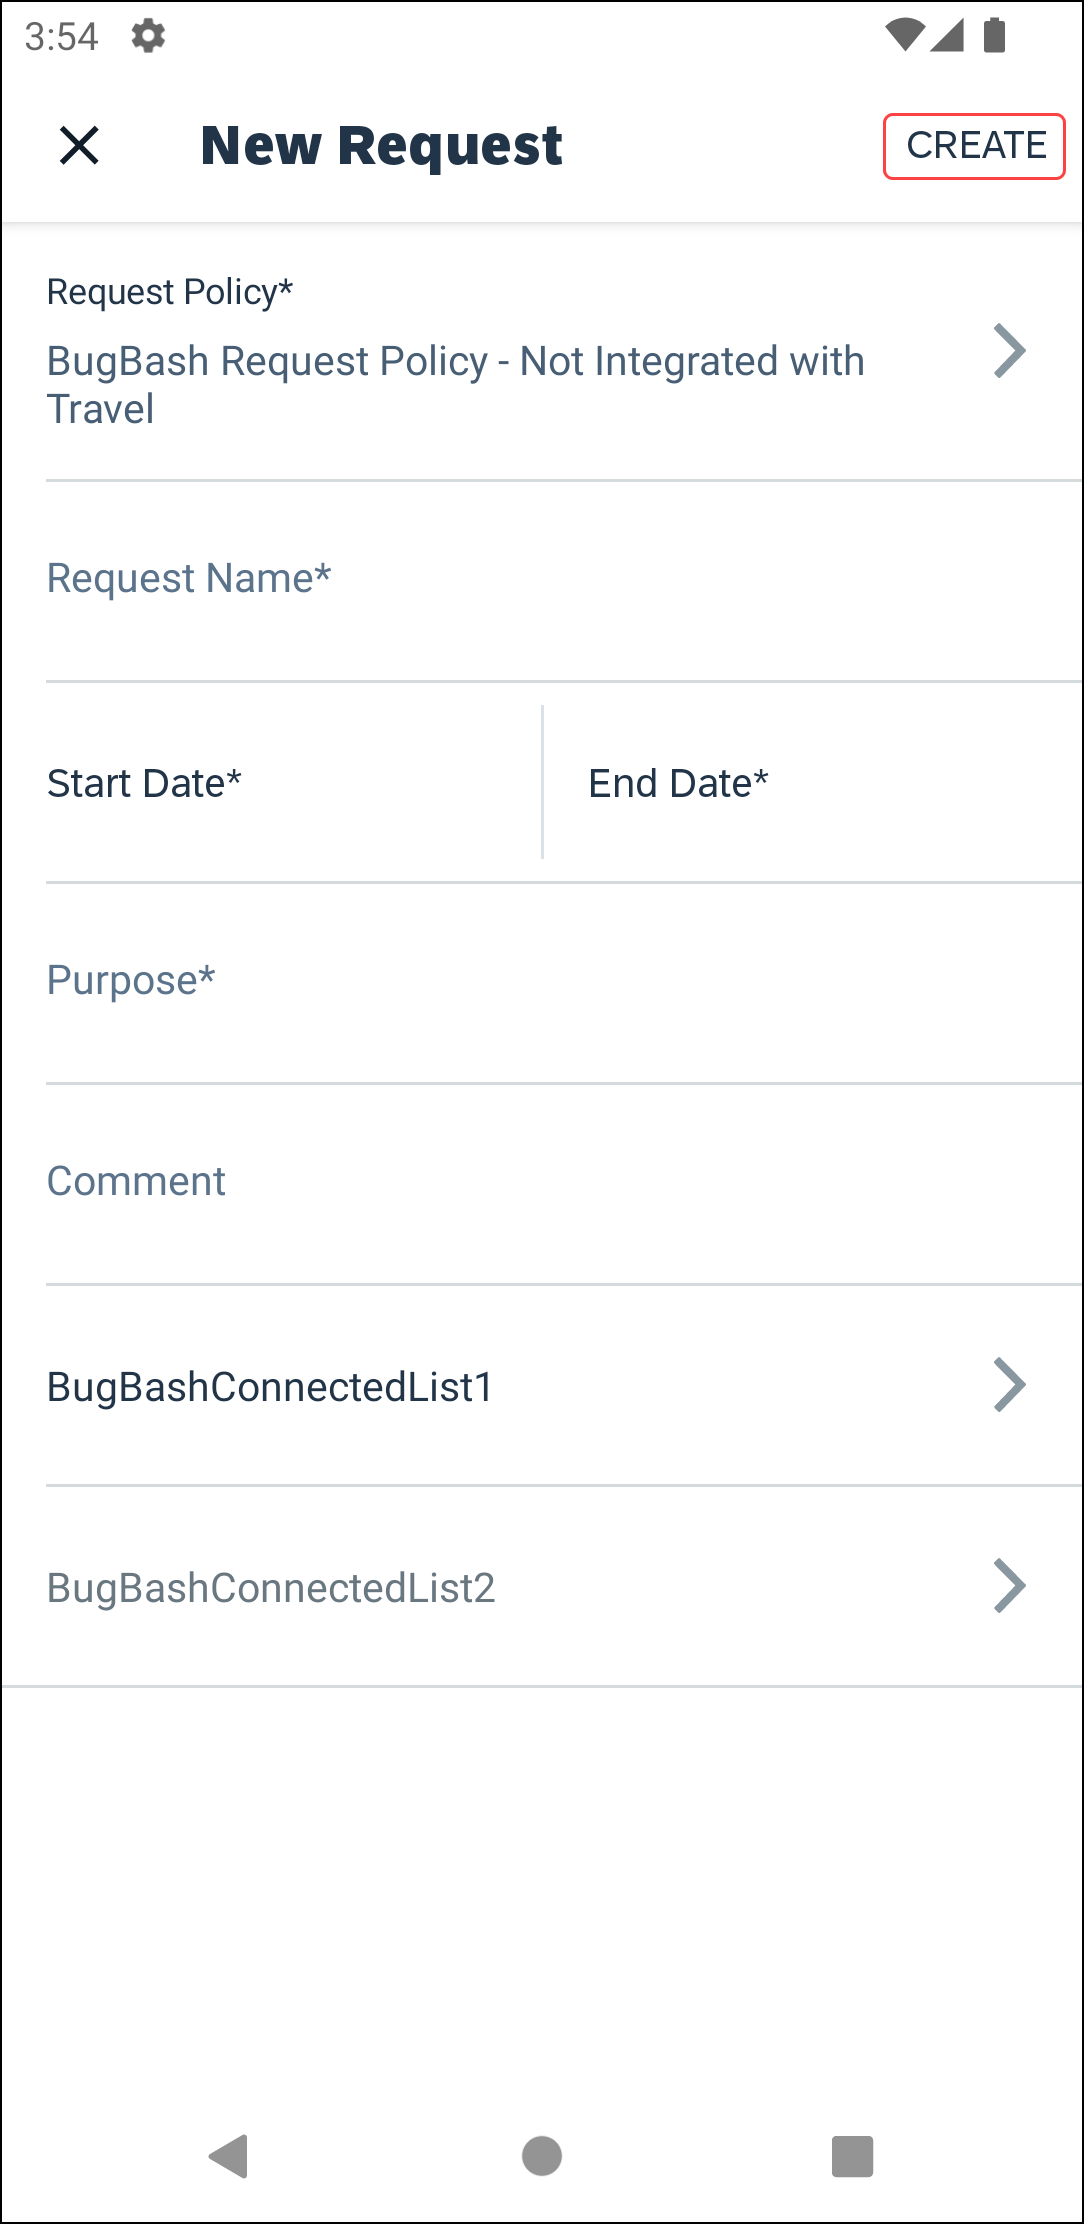 3:54
New Request
CREATE
Request Policy*
BugBash Request Policy - Not Integrated with
Travel
Request Name*
Start Date*
End Date*
Purpose*
Comment
BugBashConnectedList1
BugBashConnectedList2